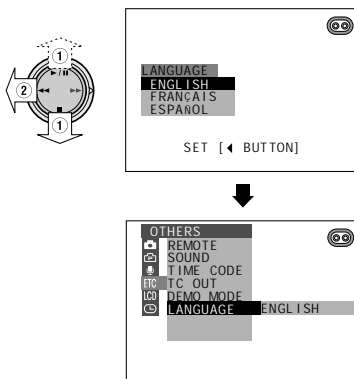 1
2
1
LANGUAGE
ENGLISH
FRANÇAIS
ESPAÑOL
SET [◀ BUTTON]
OTHERS
REMOTE
SOUND
TIME CODE
ETC TC OUT
LCD DEMO MODE
LANGUAGE ENGLISH